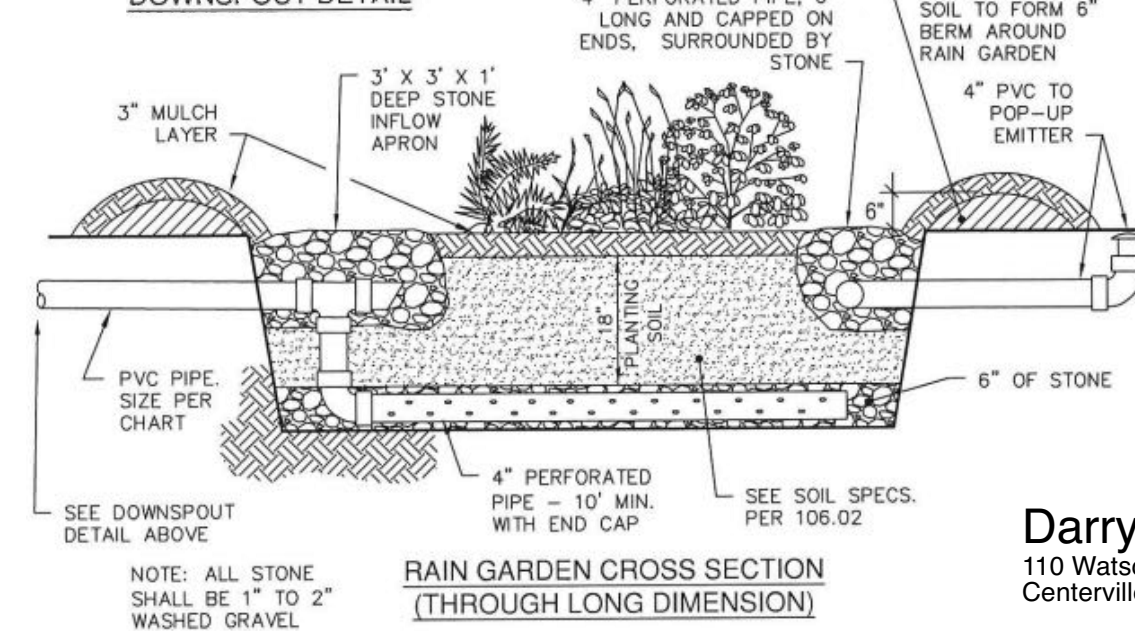 DOWNSPOUT DETAIL
4" PERFORATED PIPE,
LONG AND CAPPED ON
ENDS, SURROUNDED BY
STONE
SOIL TO FORM 6"
BERM AROUND
RAIN GARDEN
3' X 3' X 1'
DEEP STONE
INFLOW
APRON
3" MULCH
LAYER
4" PVC TO
POP-UP
EMITTER
6"
18"
PLANTING
SOIL
PVC PIPE.
SIZE PER
CHART
6" OF STONE
4" PERFORATED
PIPE – 10' MIN.
WITH END CAP
SEE SOIL SPECS.
PER 106.02
SEE DOWNSPOUT
DETAIL ABOVE
NOTE: ALL STONE
SHALL BE 1" TO 2"
WASHED GRAVEL
RAIN GARDEN CROSS SECTION
(THROUGH LONG DIMENSION)
Darry
110 Watso
Centerville